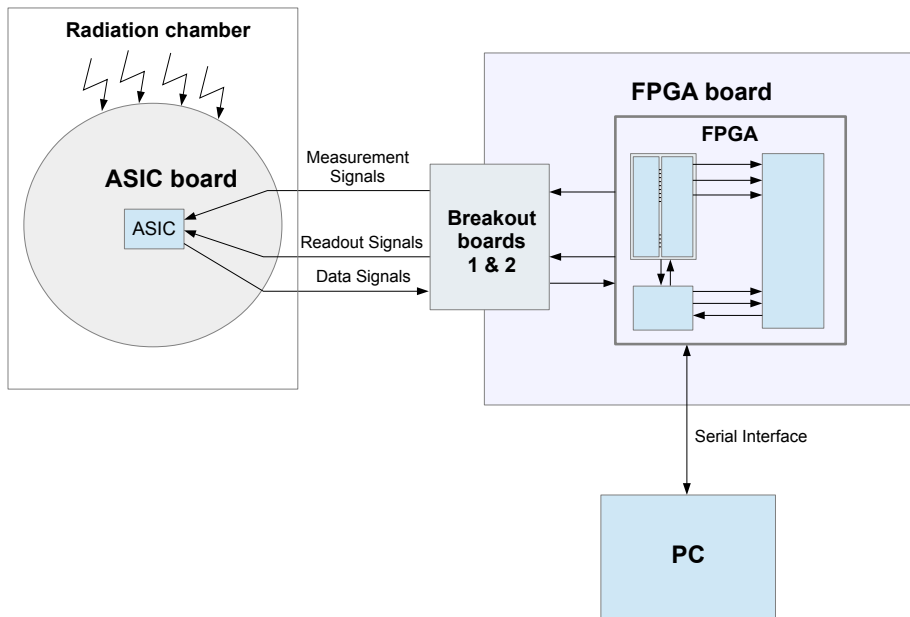 Radiation chamber
ASIC board
ASIC
Measurement
Signals
Readout Signals
Data Signals
Breakout
boards
1 & 2
FPGA board
FPGA
Serial Interface
PC